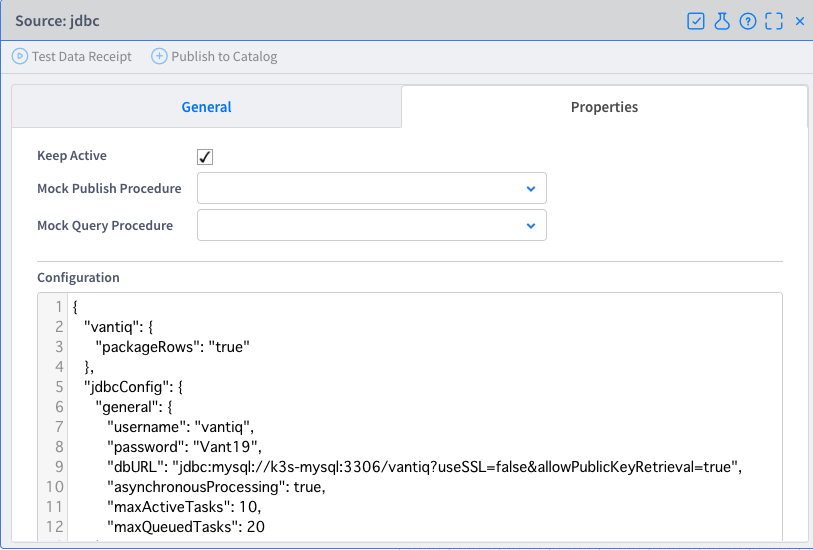 Source: jdbc
Test Data Receipt Publish to Catalog
General Properties
Keep Active
Mock Publish Procedure
Mock Query Procedure
Configuration
1 {
2 "vantiq": {
3 "packageRows": "true"
4 },
5 "jdbcConfig": {
6 "general": {
7 "username": "vantiq",
8 "password": "Vant19",
9 "dbURL": "jdbc:mysql://k3s-mysql:3306/vantiq?useSSL=false&allowPublicKeyRetrieval=true",
10 "asynchronousProcessing": true,
11 "maxActiveTasks": 10,
12 "maxQueuedTasks": 20